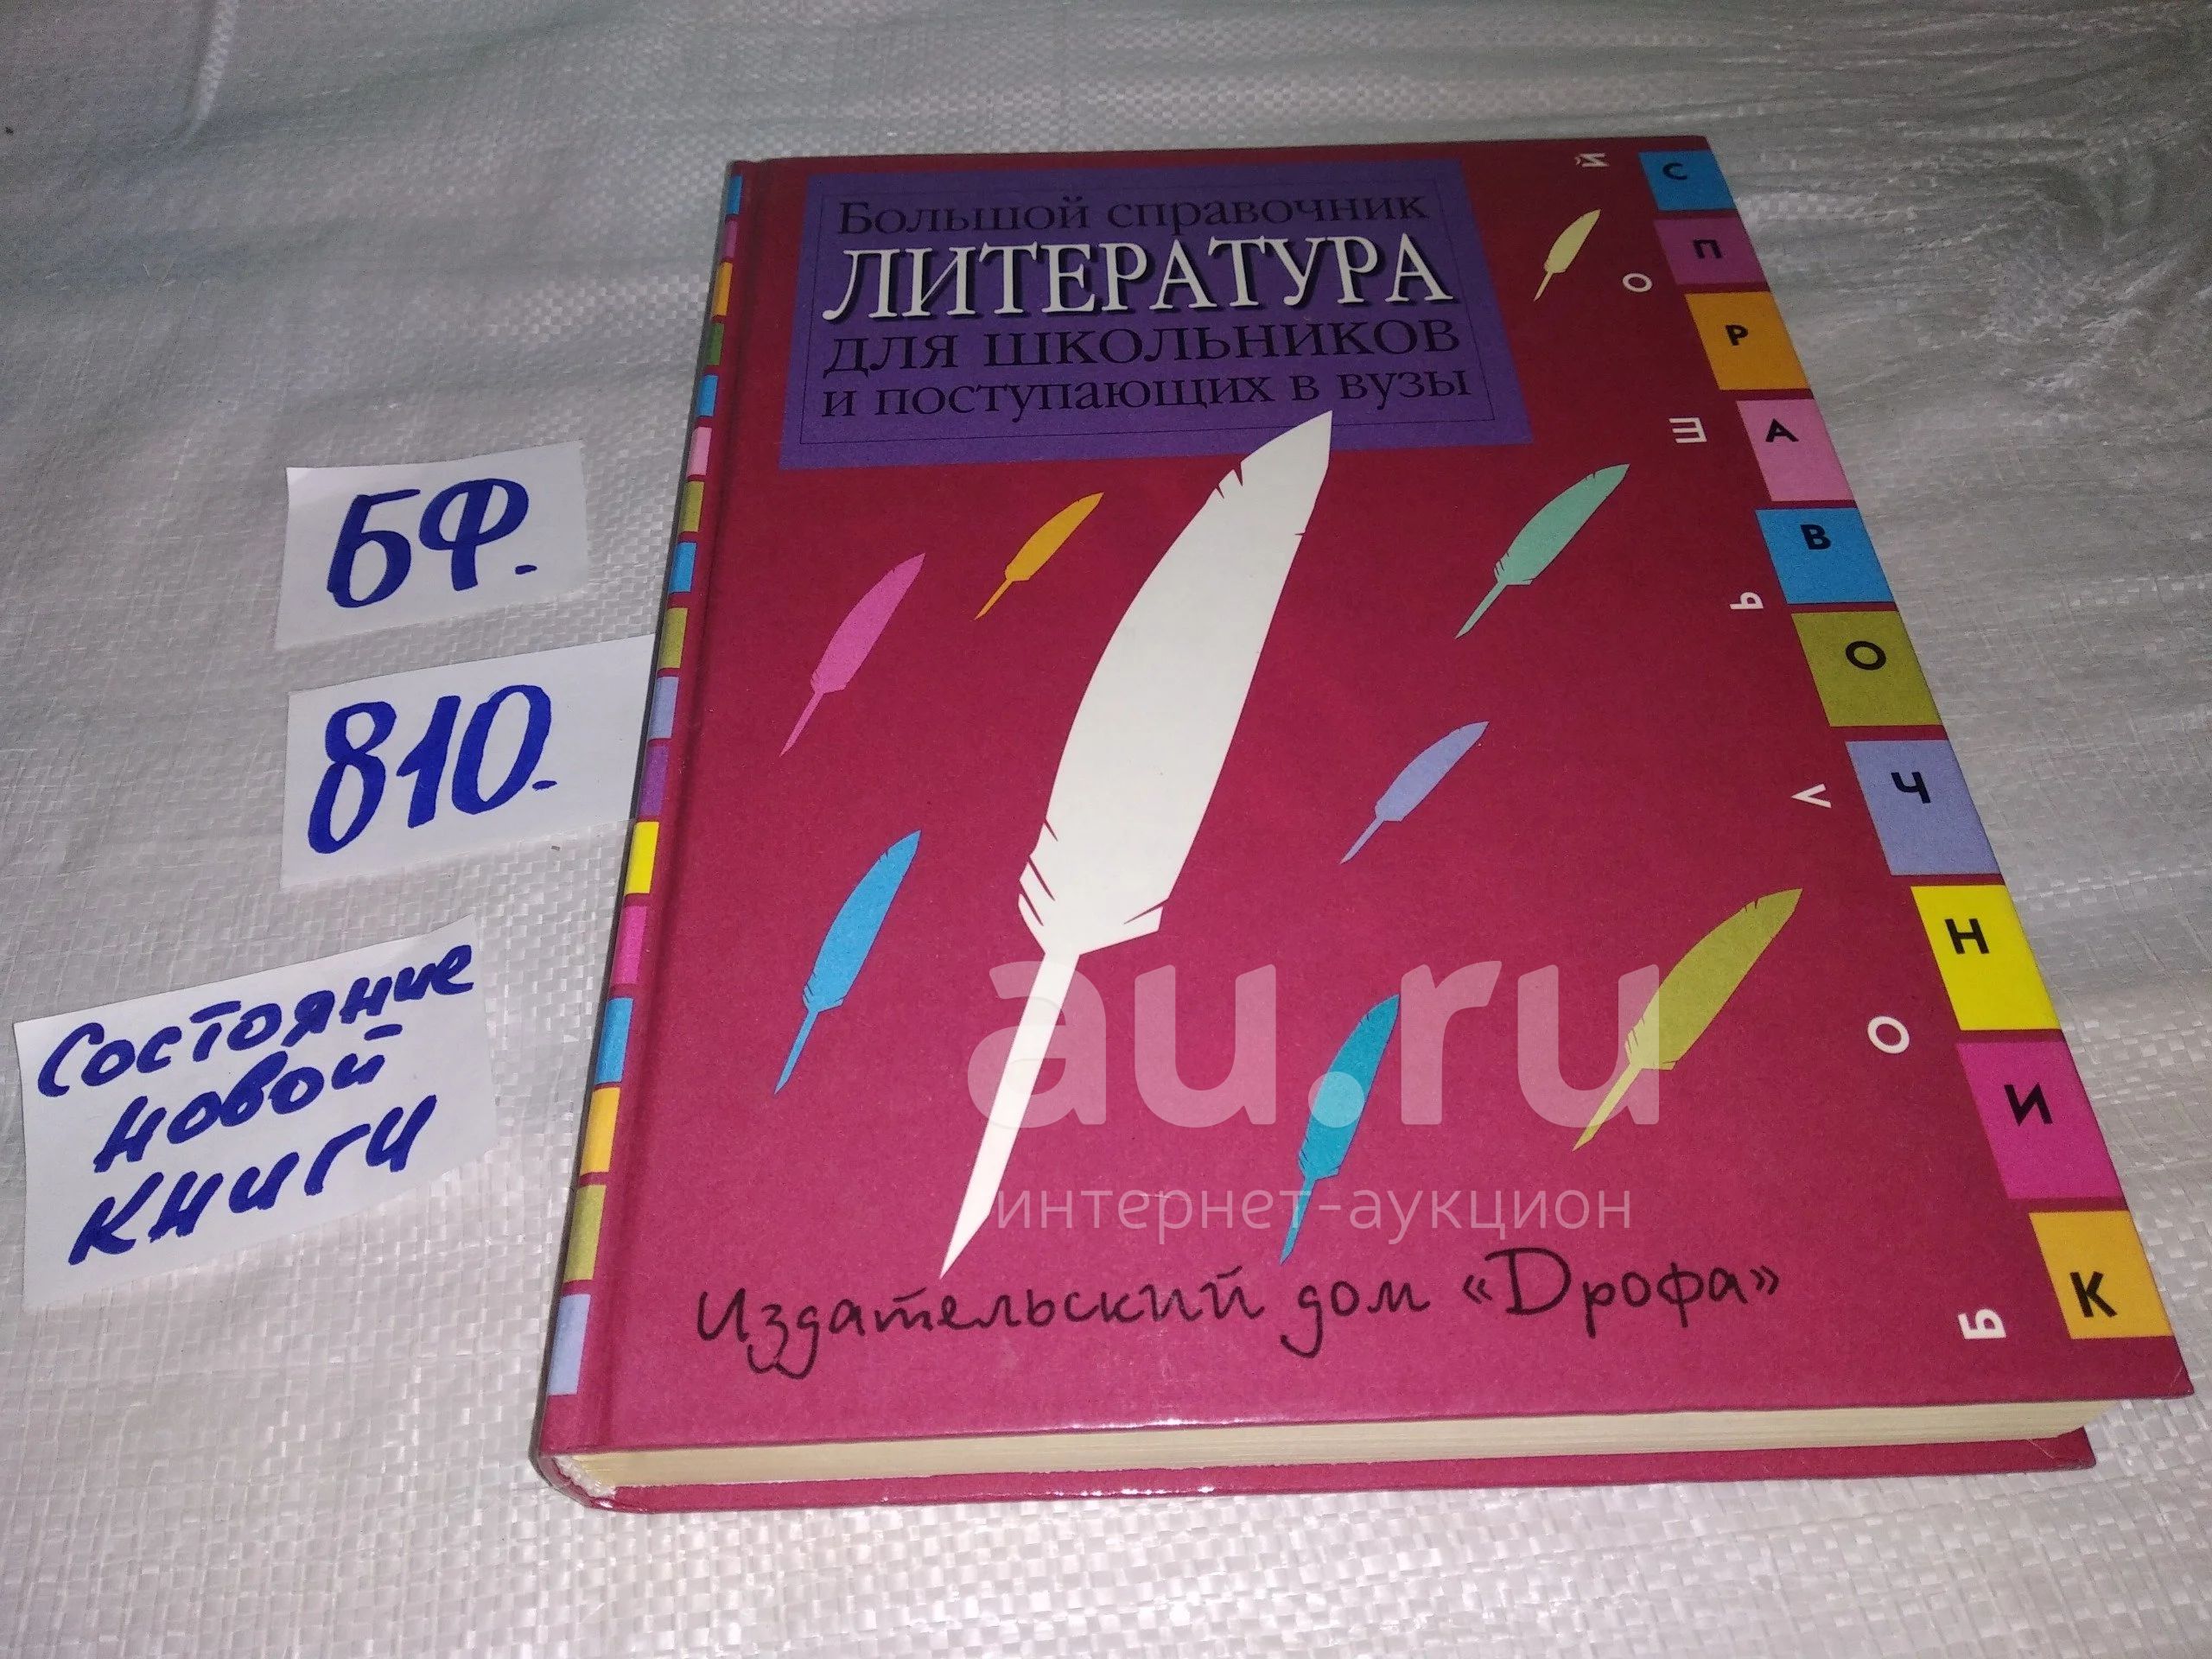 Большой справочник
ЛИТЕРАТУРА
для школьников
и поступающих в вузы
БОЛЬШОЙ
СПРАВОЧНИК
БФ.
810.
Состояние
новой
книги
au.ru
интернет-аукцион
Издательский дом «Дрофа»